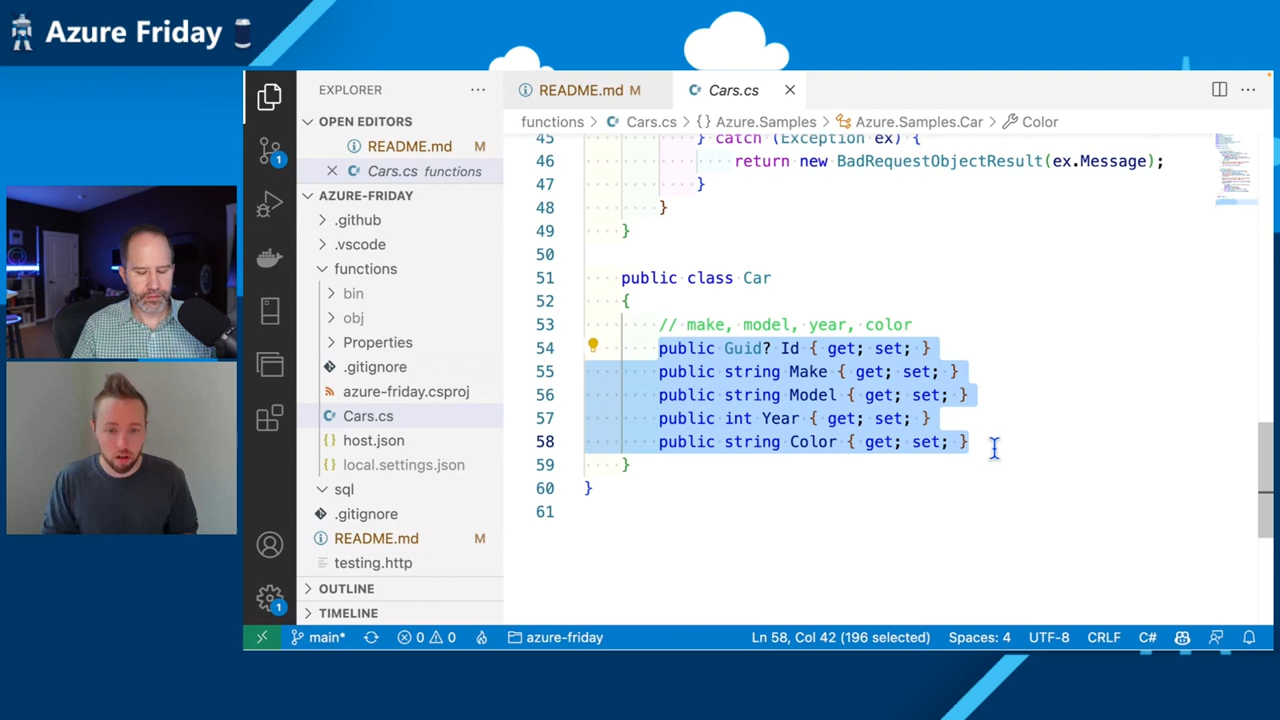 Azure Friday
EXPLORER
OPEN EDITORS
README.md M
Cars.cs functions
AZURE-FRIDAY
.github
.vscode
functions
bin
obj
Properties
.gitignore
azure-friday.csproj
Cars.cs
host.json
local.settings.json
sql
.gitignore
README.md M
testing.http
OUTLINE
TIMELINE
1
1
README.md M
Cars.cs
functions > Cars.cs > {} Azure.Samples > Azure.Samples.Car > Color
45 } catch (Exception ex) {
46 return new BadRequestObjectResult(ex.Message);
47 }
48 }
49 }
50
51 public class Car
52 {
53 // make, model, year, color
54 public Guid? Id { get; set; }
55 public string Make { get; set; }
56 public string Model { get; set; }
57 public int Year { get; set; }
58 public string Color { get; set; }
59 }
60 }
61
main* 0 0 azure-friday Ln 58, Col 42 (196 selected) Spaces: 4 UTF-8 CRLF C#